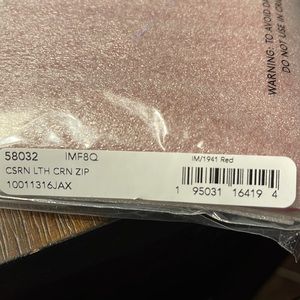 WARNING: TO AVOID DA
DO NOT USE IN CR
58032 IMF8Q
IM/1941 Red
CSRN LTH CRN ZIP
10011316JAX
1 95031 16419 4